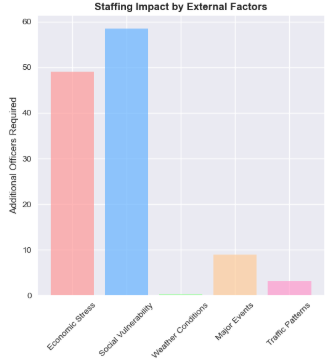 Staffing Impact by External Factors
60
50
40
30
20
10
0
Additional Officers Required
Economic Stress
Social Vulnerability
Weather Conditions
Major Events
Traffic Patterns